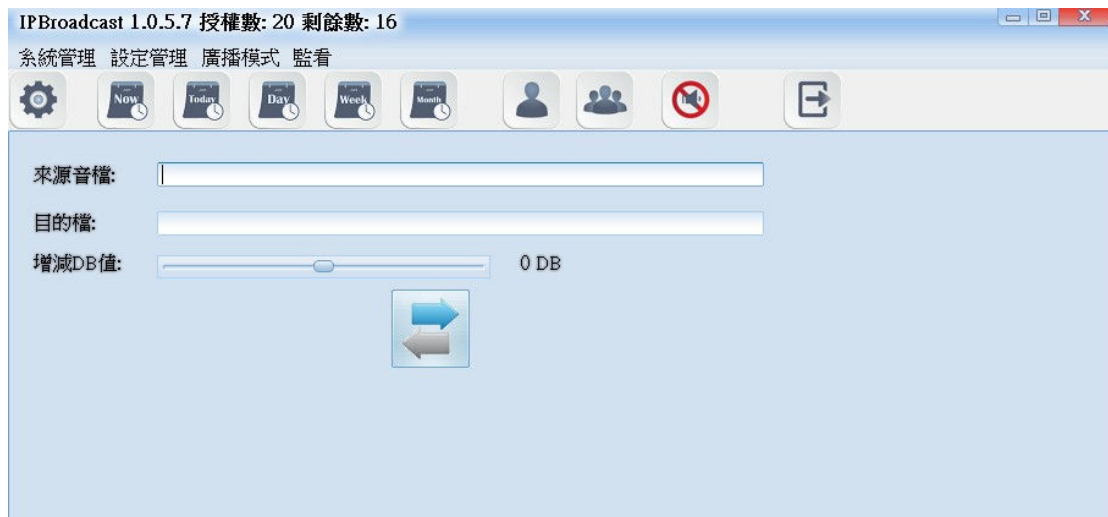 IPBroadcast 1.0.5.7 授權數: 20 剩餘數: 16
系統管理 設定管理 廣播模式 監看
Now Today Day Week Month
來源音檔:
目的檔:
增減DB值: 0 DB